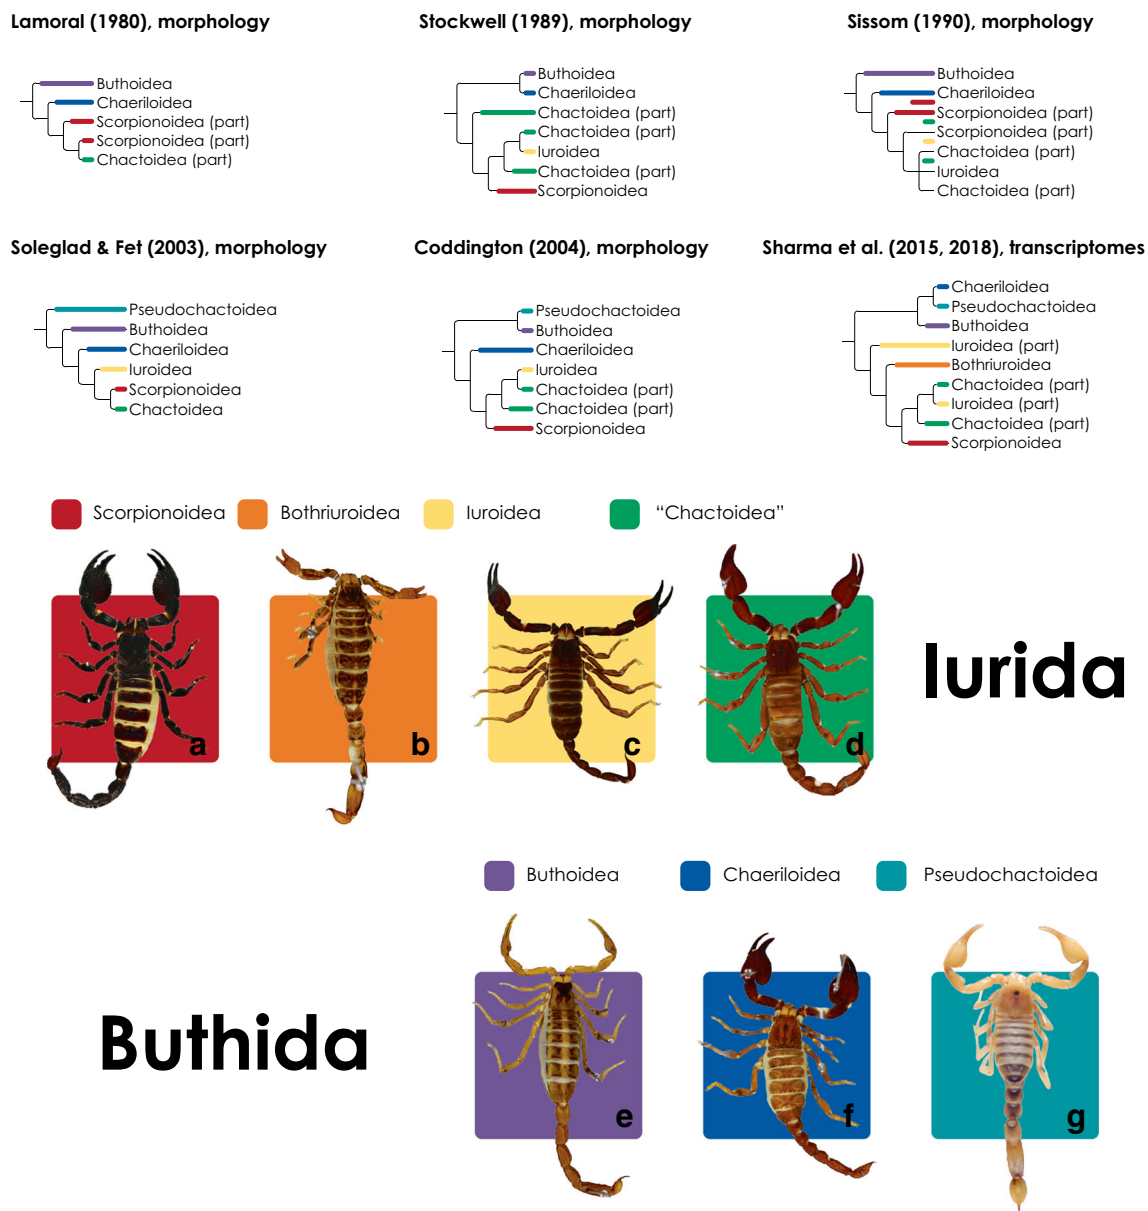 Lamoral (1980), morphology
Buthoidea
Chaeriloidea
Scorpionoidea (part)
Scorpionoidea (part)
Chactoidea (part)
Stockwell (1989), morphology
Buthoidea
Chaeriloidea
Chactoidea (part)
Chactoidea (part)
Iuroidea
Chactoidea (part)
Scorpionoidea
Sissom (1990), morphology
Buthoidea
Chaeriloidea
Scorpionoidea (part)
Scorpionoidea (part)
Chactoidea (part)
Iuroidea
Chactoidea (part)
Soleglad & Fet (2003), morphology
Pseudochactoidea
Buthoidea
Chaeriloidea
Iuroidea
Scorpionoidea
Chactoidea
Coddington (2004), morphology
Pseudochactoidea
Buthoidea
Chaeriloidea
Iuroidea
Chactoidea (part)
Chactoidea (part)
Scorpionoidea
Sharma et al. (2015, 2018), transcriptomes
Chaeriloidea
Pseudochactoidea
Buthoidea
Iuroidea (part)
Bothriuroidea
Chactoidea (part)
Iuroidea (part)
Chactoidea (part)
Scorpionoidea
Scorpionoidea
Bothriuroidea
Iuroidea
“Chactoidea”
a
b
c
d
Iurida
Buthoidea
Chaeriloidea
Pseudochactoidea
Buthida
e
f
g